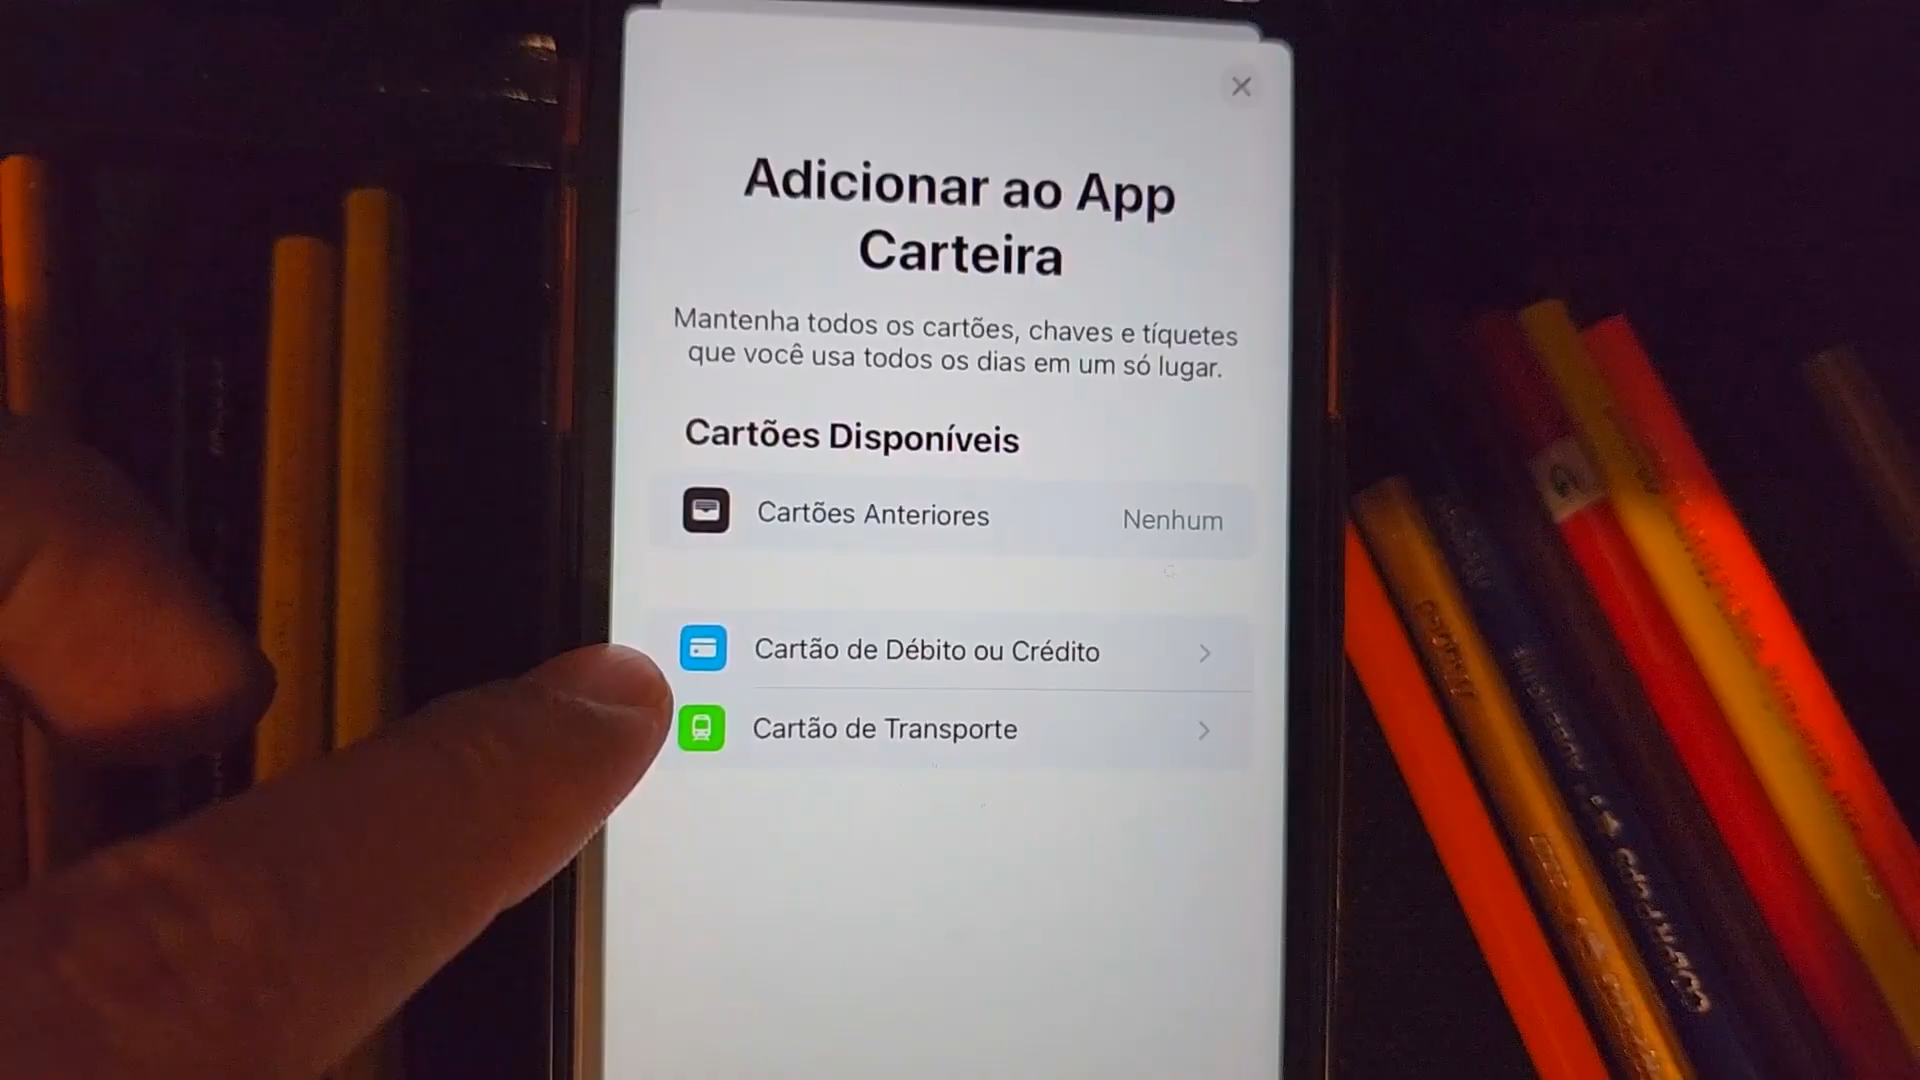 Adicionar ao App
Carteira
Mantenha todos os cartões, chaves e tíquetes
que você usa todos os dias em um só lugar.
Cartões Disponíveis
Cartões Anteriores
Nenhum
Cartão de Débito ou Crédito
Cartão de Transporte